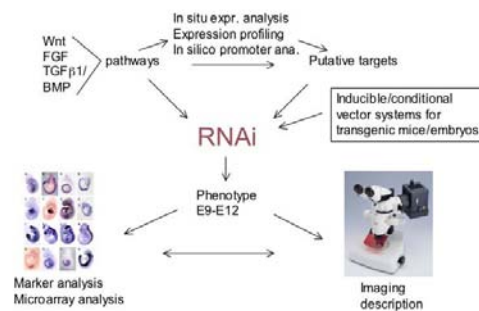 In situ expr. analysis
Expression profiling
In silico promoter ana.
Wnt
FGF
TGFβ1/
BMP
pathways
Putative targets
Inducible/conditional
vector systems for
transgenic mice/embryos
RNAi
Phenotype
E9-E12
Marker analysis
Microarray analysis
Imaging
description